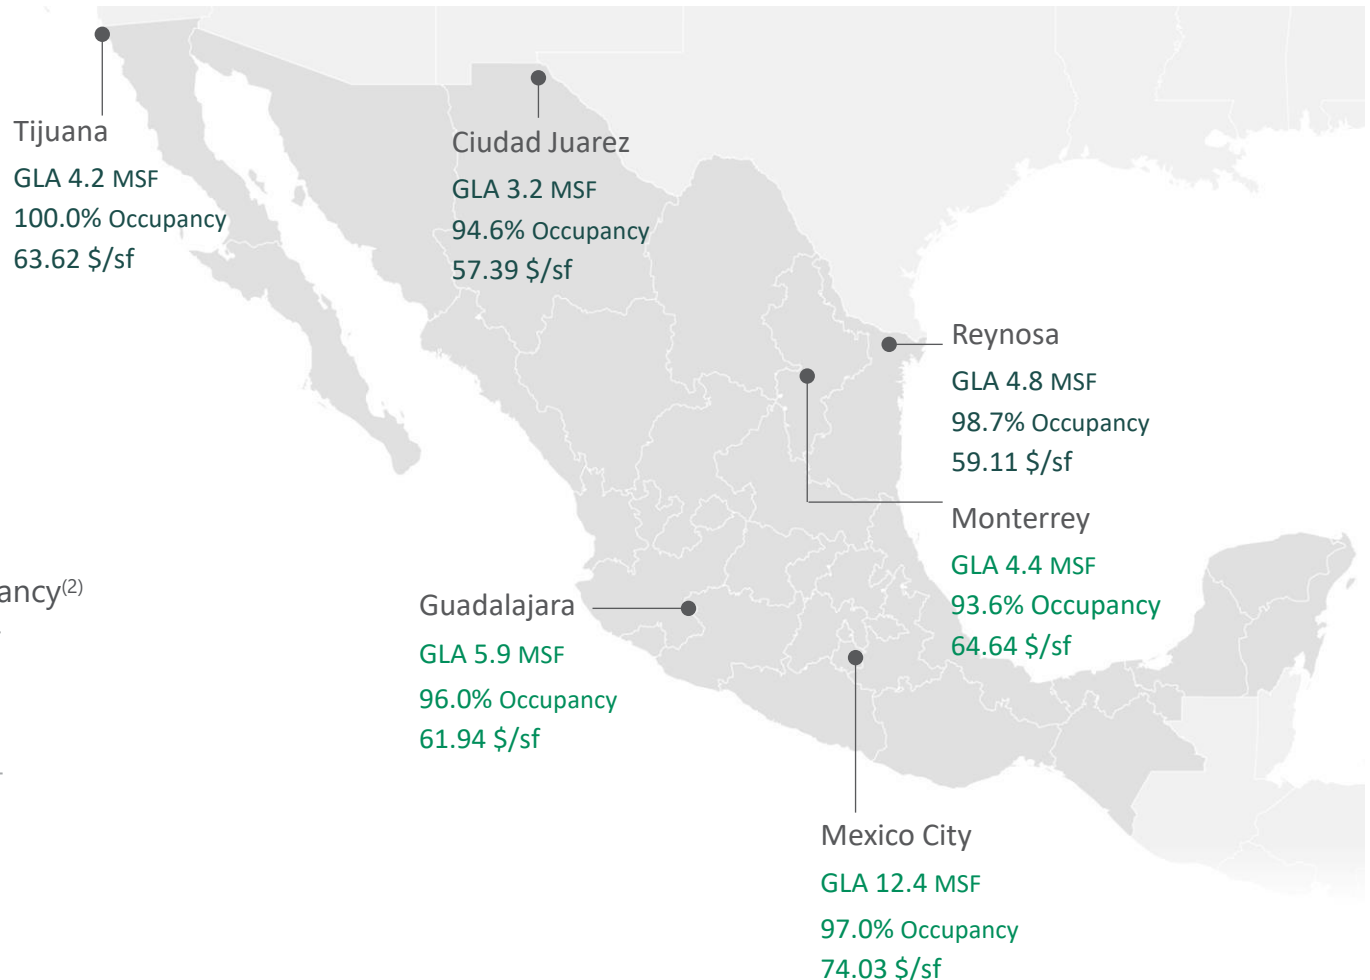 Tijuana
GLA 4.2 MSF
100.0% Occupancy
63.62 $/sf
Ciudad Juarez
GLA 3.2 MSF
94.6% Occupancy
57.39 $/sf
Reynosa
GLA 4.8 MSF
98.7% Occupancy
59.11 $/sf
Monterrey
GLA 4.4 MSF
93.6% Occupancy
64.64 $/sf
ancy(2)
Guadalajara
GLA 5.9 MSF
96.0% Occupancy
61.94 $/sf
Mexico City
GLA 12.4 MSF
97.0% Occupancy
74.03 $/sf